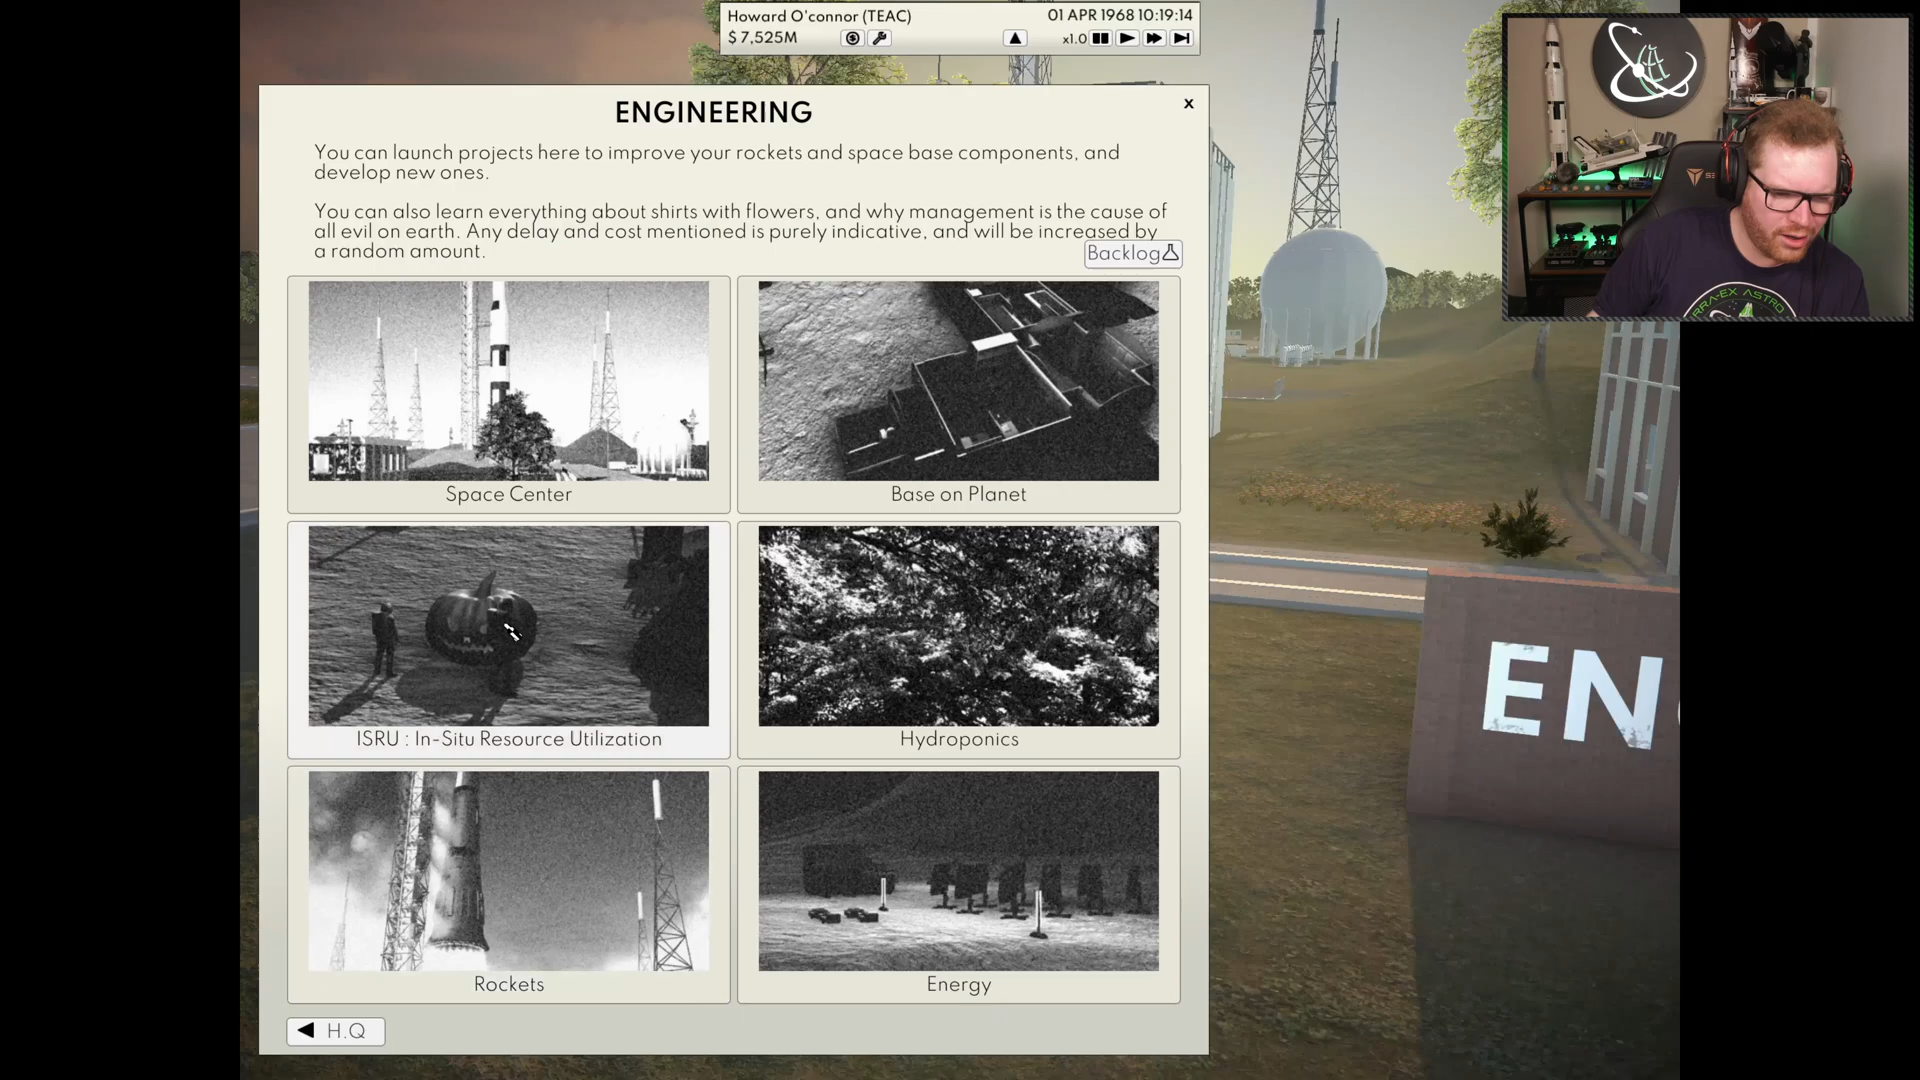 Howard O'connor (TEAC)
01 APR 1968 10:19:14
$ 7,525M
x1.0
ENGINEERING
x
You can launch projects here to improve your rockets and space base components, and
develop new ones.
You can also learn everything about shirts with flowers, and why management is the cause of
all evil on earth. Any delay and cost mentioned is purely indicative, and will be increased by
a random amount.
Backlog
Space Center
Base on Planet
ISRU : In-Situ Resource Utilization
Hydroponics
Rockets
Energy
H.Q
EN